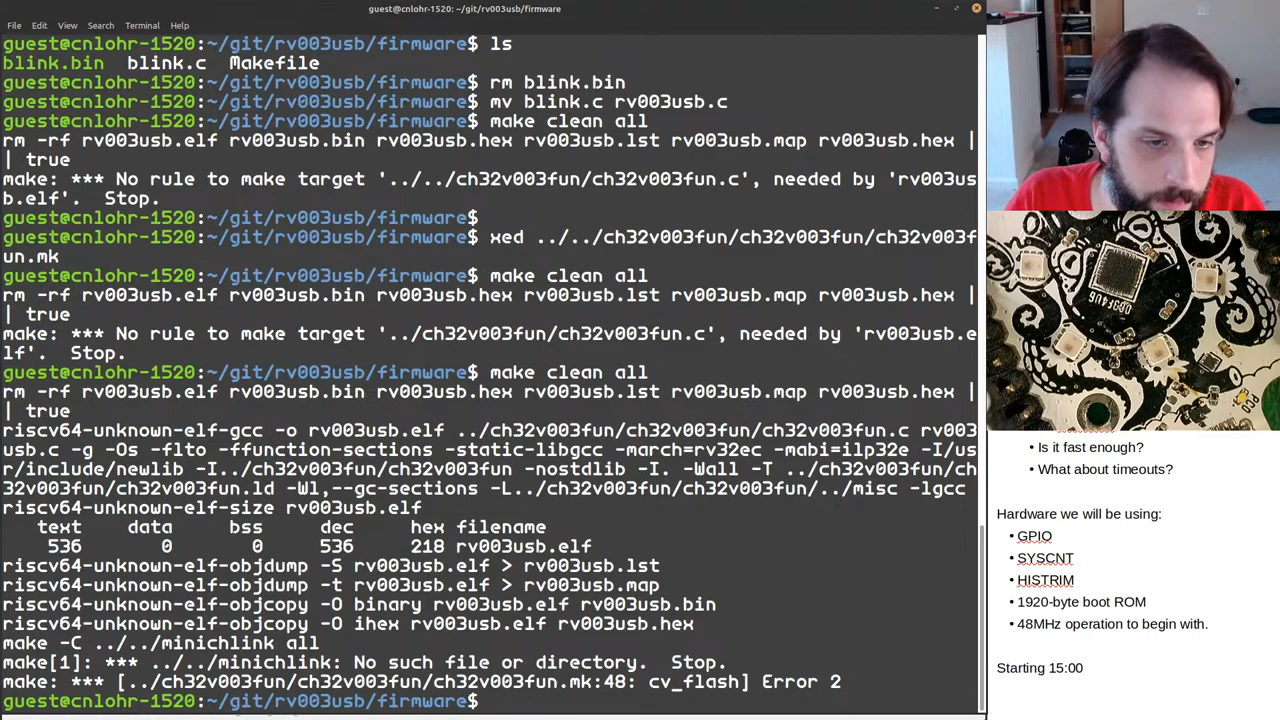 guest@cnlohr-1520: ~/git/rv003usb/firmware
File Edit View Search Terminal Help
guest@cnlohr-1520:~/git/rv003usb/firmware$ ls
blink.bin  blink.c  Makefile
guest@cnlohr-1520:~/git/rv003usb/firmware$ rm blink.bin
guest@cnlohr-1520:~/git/rv003usb/firmware$ mv blink.c rv003usb.c
guest@cnlohr-1520:~/git/rv003usb/firmware$ make clean all
rm -rf rv003usb.elf rv003usb.bin rv003usb.hex rv003usb.lst rv003usb.map rv003usb.hex |
| true
make: *** No rule to make target '../../ch32v003fun/ch32v003fun.c', needed by 'rv003us
b.elf'.  Stop.
guest@cnlohr-1520:~/git/rv003usb/firmware$
guest@cnlohr-1520:~/git/rv003usb/firmware$ xed ../../ch32v003fun/ch32v003fun/ch32v003f
un.mk
guest@cnlohr-1520:~/git/rv003usb/firmware$ make clean all
rm -rf rv003usb.elf rv003usb.bin rv003usb.hex rv003usb.lst rv003usb.map rv003usb.hex |
| true
make: *** No rule to make target '../ch32v003fun/ch32v003fun.c', needed by 'rv003usb.e
lf'.  Stop.
guest@cnlohr-1520:~/git/rv003usb/firmware$ make clean all
rm -rf rv003usb.elf rv003usb.bin rv003usb.hex rv003usb.lst rv003usb.map rv003usb.hex |
| true
riscv64-unknown-elf-gcc -o rv003usb.elf ../ch32v003fun/ch32v003fun/ch32v003fun.c rv003
usb.c -g -Os -flto -ffunction-sections -static-libgcc -march=rv32ec -mabi=ilp32e -I/us
r/include/newlib -I../ch32v003fun/ch32v003fun -nostdlib -I. -Wall -T ../ch32v003fun/ch
32v003fun/ch32v003fun.ld -Wl,--gc-sections -L../ch32v003fun/ch32v003fun/../misc -lgcc
riscv64-unknown-elf-size rv003usb.elf
text data bss dec hex filename
536 0 0 536 218 rv003usb.elf
riscv64-unknown-elf-objdump -S rv003usb.elf > rv003usb.lst
riscv64-unknown-elf-objdump -t rv003usb.elf > rv003usb.map
riscv64-unknown-elf-objcopy -O binary rv003usb.elf rv003usb.bin
riscv64-unknown-elf-objcopy -O ihex rv003usb.elf rv003usb.hex
make -C ../../minichlink all
make[1]: *** ../../minichlink: No such file or directory.  Stop.
make: *** [../ch32v003fun/ch32v003fun/ch32v003fun.mk:48: cv_flash] Error 2
guest@cnlohr-1520:~/git/rv003usb/firmware$
• Is it fast enough?
• What about timeouts?
Hardware we will be using:
• GPIO
• SYSCNT
• HISTRIM
• 1920-byte boot ROM
• 48MHz operation to begin with.
Starting 15:00